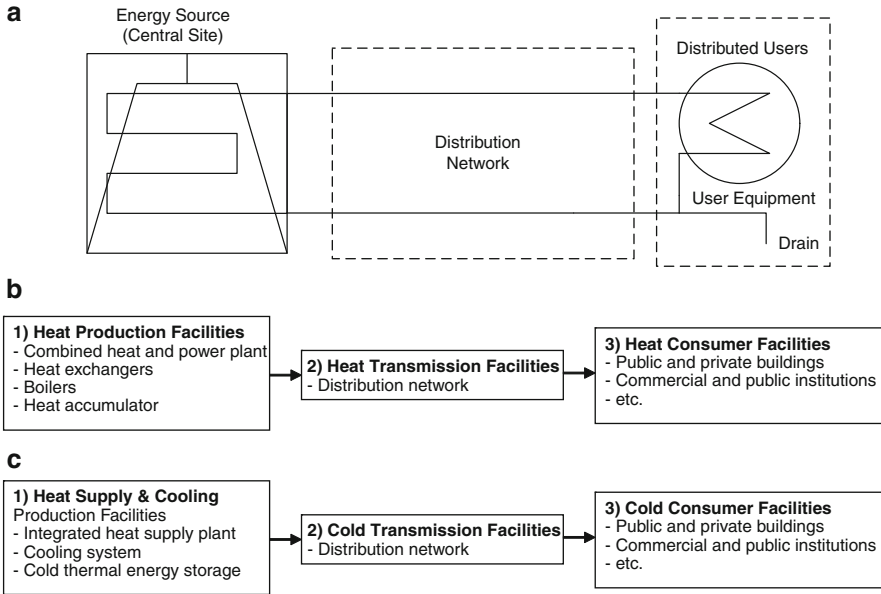 a
Energy Source
(Central Site)
Distributed Users
Distribution
Network
User Equipment
Drain
b
1) Heat Production Facilities
- Combined heat and power plant
- Heat exchangers
- Boilers
- Heat accumulator
2) Heat Transmission Facilities
- Distribution network
3) Heat Consumer Facilities
- Public and private buildings
- Commercial and public institutions
- etc.
c
1) Heat Supply & Cooling
Production Facilities
- Integrated heat supply plant
- Cooling system
- Cold thermal energy storage
2) Cold Transmission Facilities
- Distribution network
3) Cold Consumer Facilities
- Public and private buildings
- Commercial and public institutions
- etc.